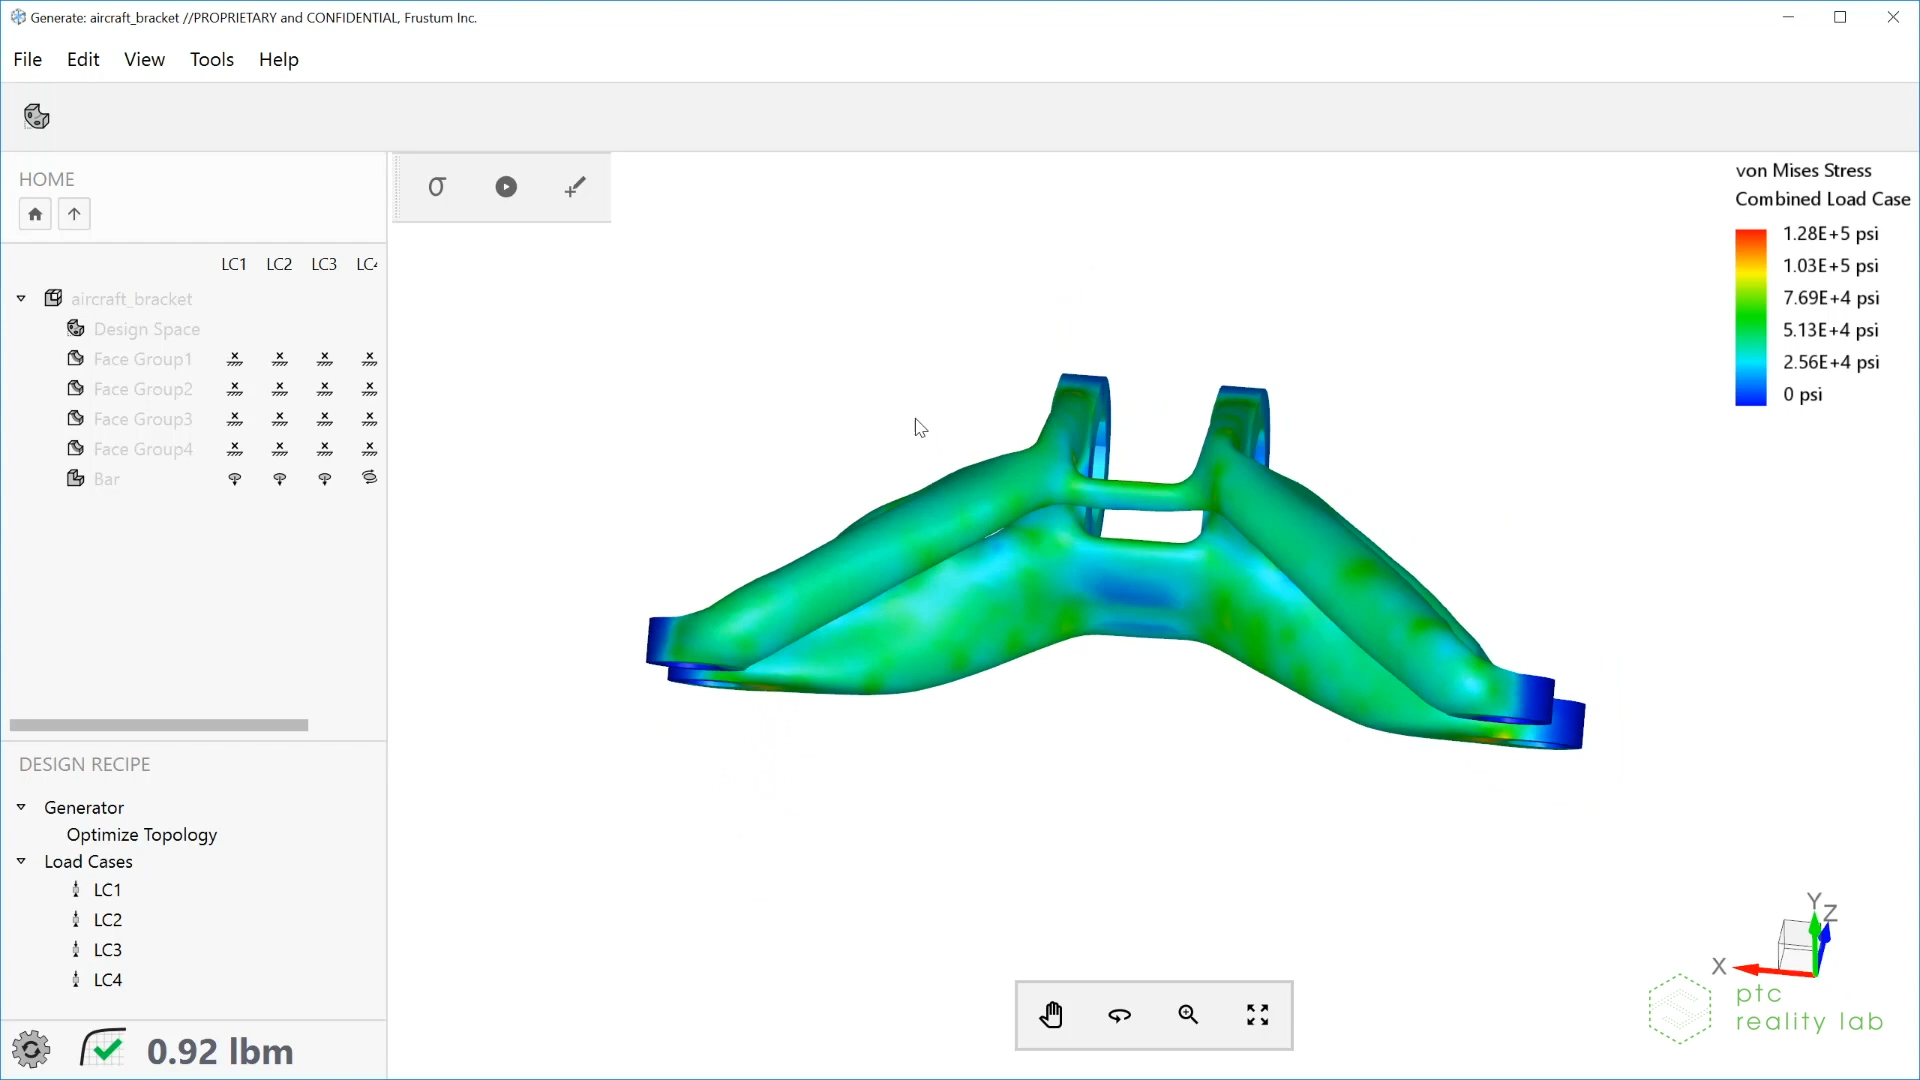 Generate: aircraft_bracket //PROPRIETARY and CONFIDENTIAL, Frustum Inc.
File Edit View Tools Help
HOME
LC1 LC2 LC3
aircraft_bracket
Design Space
Face Group1
Face Group2
Face Group3
Face Group4
Bar
DESIGN RECIPE
Generator
Optimize Topology
Load Cases
LC1
LC2
LC3
LC4
0.92 lbm
σ
von Mises Stress
Combined Load Case
1.28E+5 psi
1.03E+5 psi
7.69E+4 psi
5.13E+4 psi
2.56E+4 psi
0 psi
Y
Z
X
ptc
reality lab